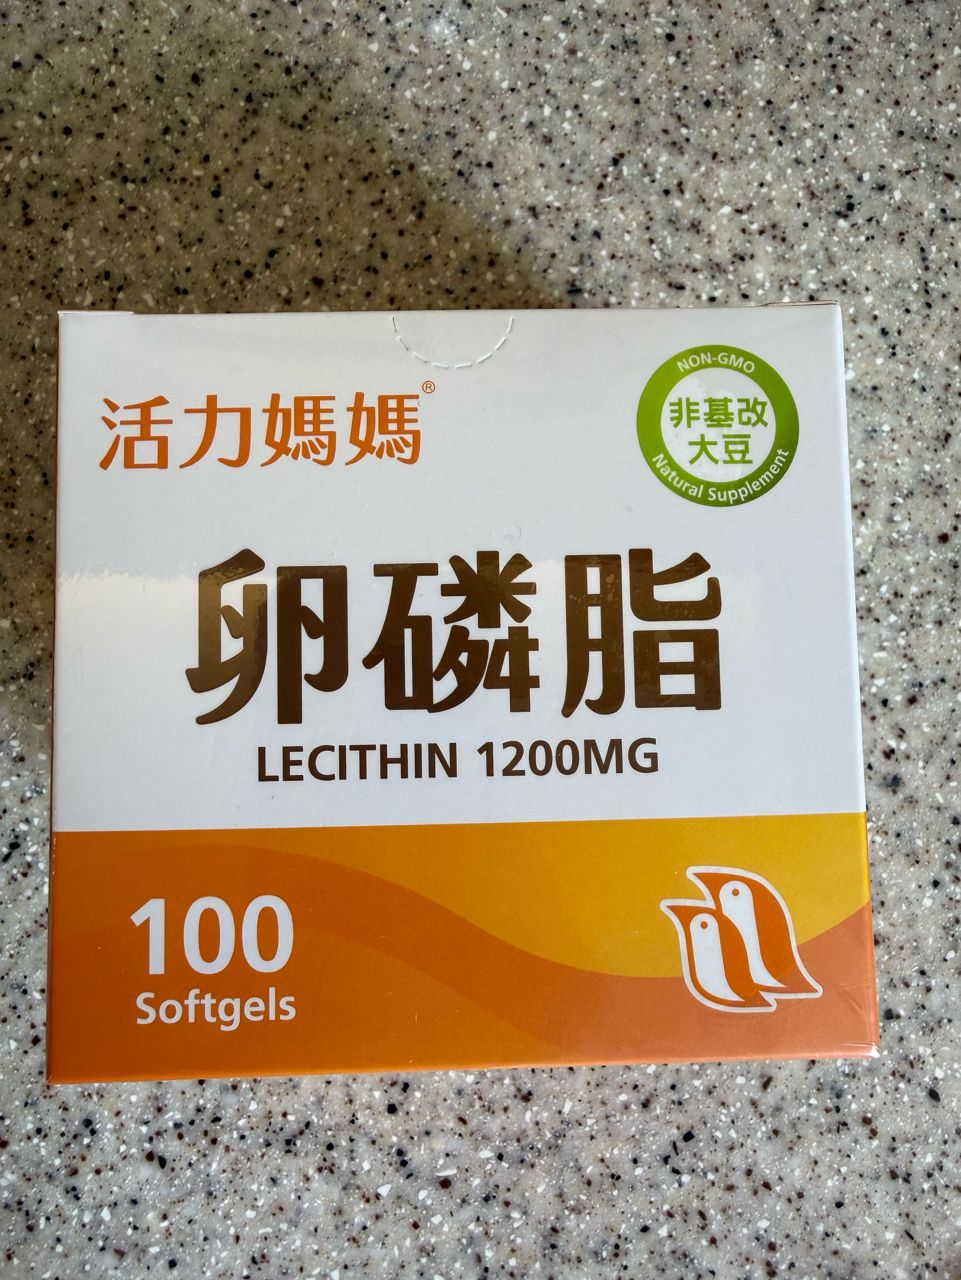 活力媽媽®
NON-GMO
非基改
大豆
Natural Supplement
卵磷脂
LECITHIN 1200MG
100
Softgels